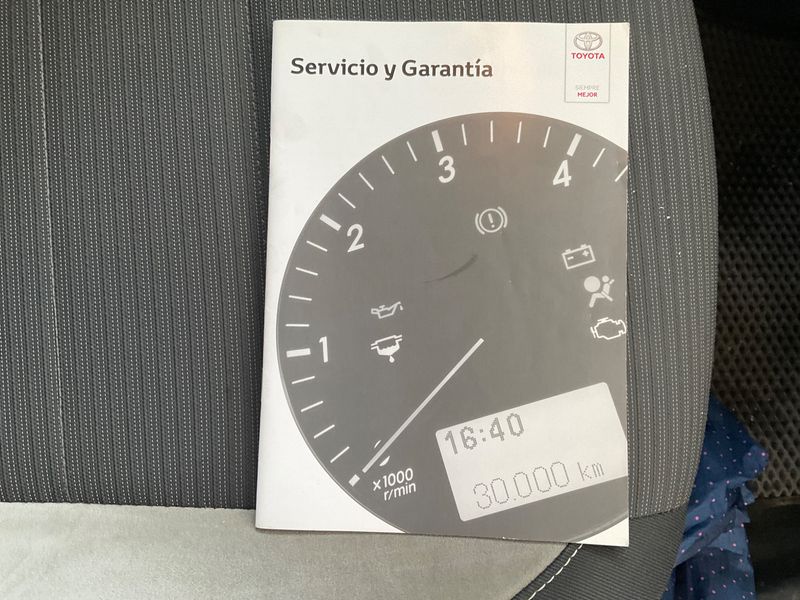 Servicio y Garantía
TOYOTA
SIEMPRE
MEJOR
1
2
3
4
x1000
r/min
16:40
30.000 km